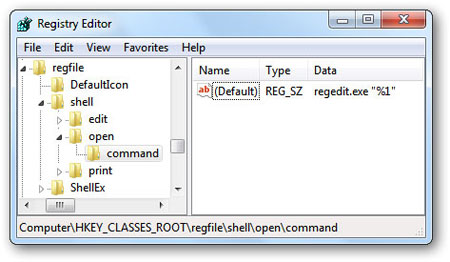 Registry Editor
File Edit View Favorites Help
regfile
DefaultIcon
shell
edit
open
command
print
ShellEx
Name Type Data
ab (Default) REG_SZ regedit.exe "%1"
Computer\HKEY_CLASSES_ROOT\regfile\shell\open\command